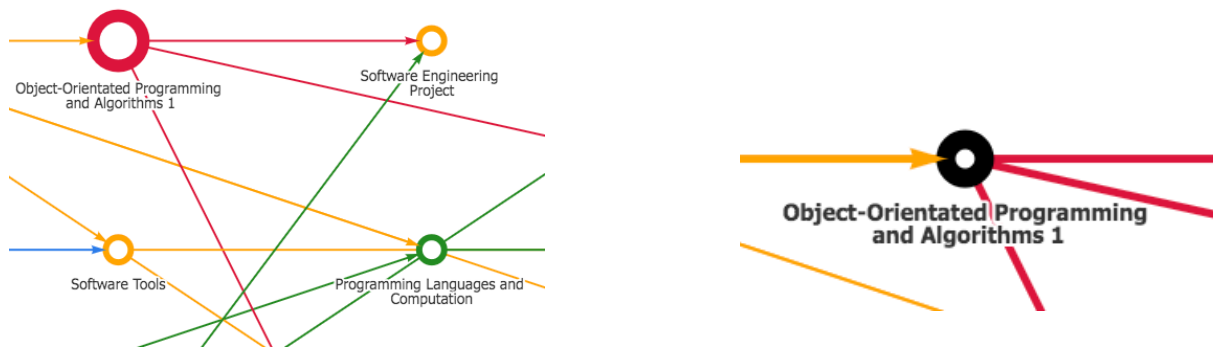 Object-Orientated Programming
and Algorithms 1
Software Engineering
Project
Software Tools
Programming Languages and
Computation
Object-Orientated Programming
and Algorithms 1